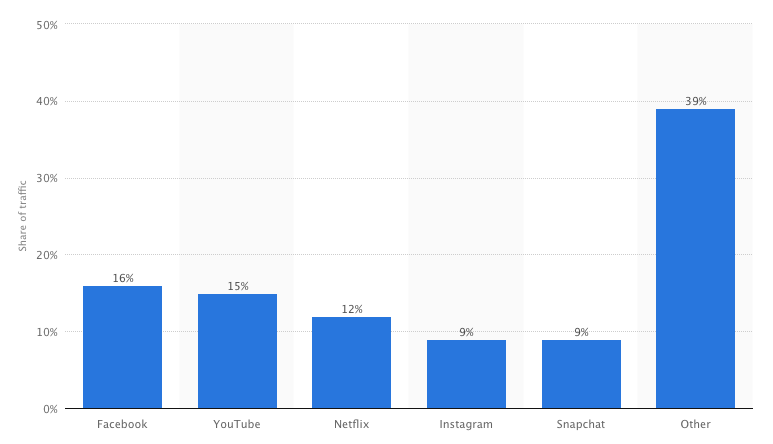 50%
40%
30%
20%
10%
0%
Share of traffic
16%
15%
12%
9%
9%
39%
Facebook
YouTube
Netflix
Instagram
Snapchat
Other